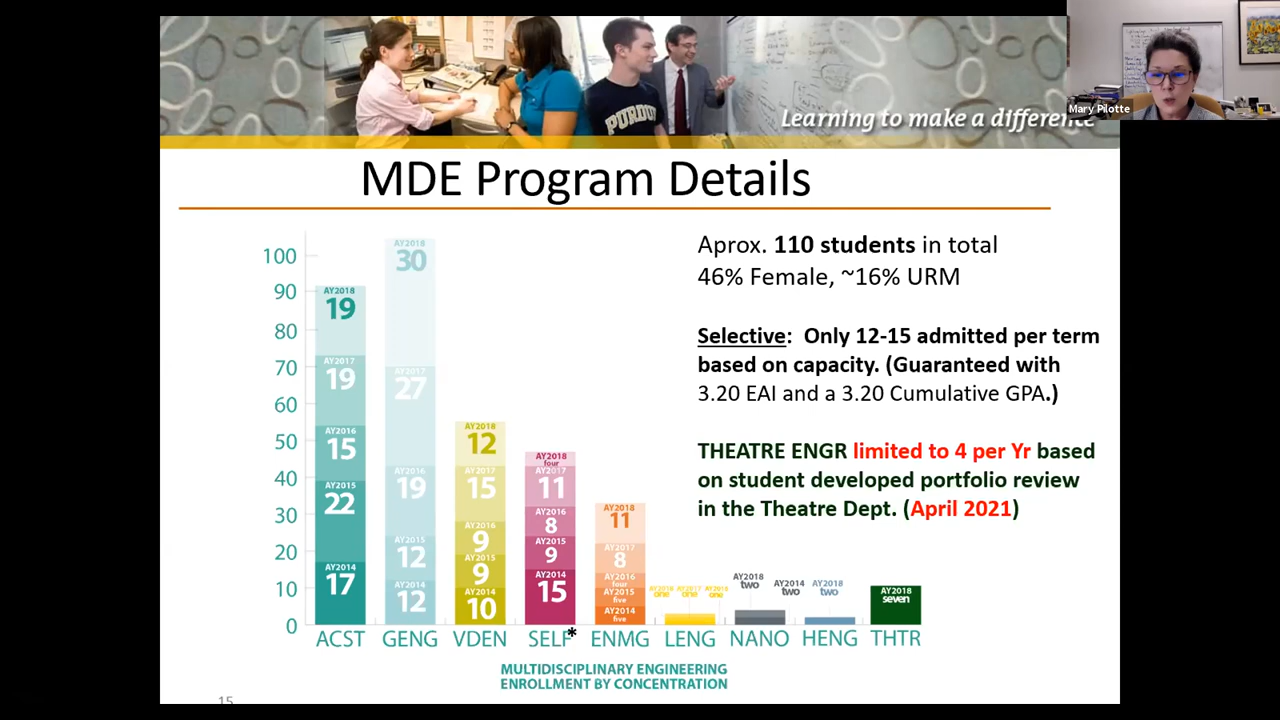 Mary Pilotte
PURDUE
Learning to make a difference
MDE Program Details
Aprox. 110 students in total
46% Female, ~16% URM
Selective: Only 12-15 admitted per term
based on capacity. (Guaranteed with
3.20 EAI and a 3.20 Cumulative GPA.)
THEATRE ENGR limited to 4 per Yr based
on student developed portfolio review
in the Theatre Dept. (April 2021)
100
90
80
70
60
50
40
30
20
10
0
AY2018
19
AY2017
19
AY2016
15
AY2015
22
AY2014
17
AY2018
30
AY2017
27
AY2016
19
AY2015
12
AY2014
12
AY2018
12
AY2017
15
AY2016
9
AY2015
9
AY2014
10
AY2018
four
AY2017
11
AY2016
8
AY2015
9
AY2014
15
AY2018
11
AY2017
8
AY2016
four
AY2015
five
AY2014
five
AY2018 AY2017
one one one
AY2018 AY2014
two two
AY2018
two
AY2018
seven
ACST GENG VDEN SELF* ENMG LENG NANO HENG THTR
MULTIDISCIPLINARY ENGINEERING
ENROLLMENT BY CONCENTRATION
15